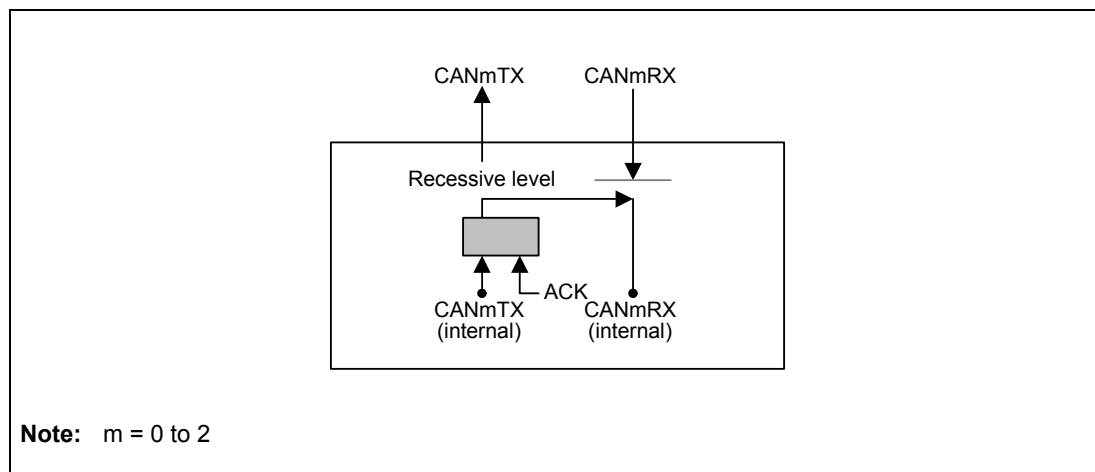 CANmTX CANmRX
Recessive level
ACK
CANmTX
(internal)
CANmRX
(internal)
Note: m = 0 to 2